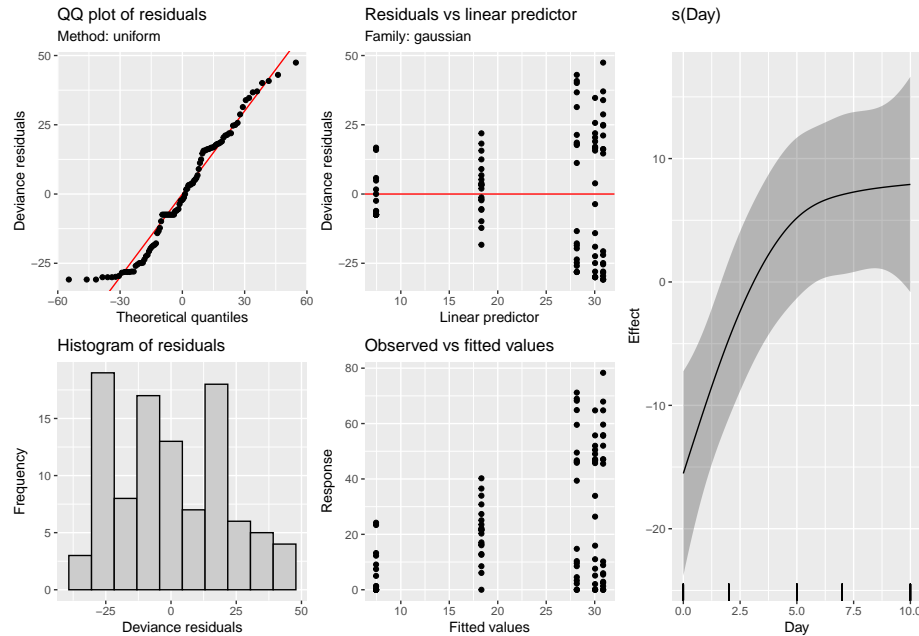 QQ plot of residuals
Method: uniform
Deviance residuals
50
25
0
−25
−60
−30
0
30
60
Theoretical quantiles
Residuals vs linear predictor
Family: gaussian
Deviance residuals
50
25
0
−25
10
15
20
25
30
Linear predictor
Histogram of residuals
Frequency
15
10
5
0
−25
0
25
50
Deviance residuals
Observed vs fitted values
Response
80
60
40
20
0
10
15
20
25
30
Fitted values
s(Day)
Effect
10
0
−10
−20
0.0
2.5
5.0
7.5
10.0
Day